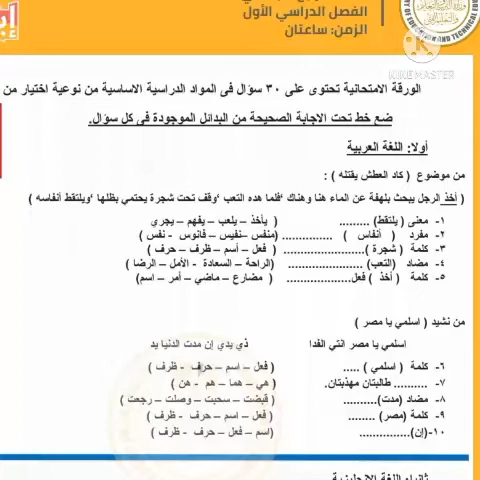 الفصل الدراسي الأول
الزمن: ساعتان
KINEMASTER
الورقة الامتحانية تحتوى على ٣٠ سؤال فى المواد الدراسية الاساسية من نوعية اختيار من
ضع خط تحت الاجابة الصحيحة من البدائل الموجودة فى كل سؤال.
أولا: اللغة العربية
من موضوع ( كاد العطش يقتله ) :
( أخذ الرجل يبحث بلهفة عن الماء هنا وهناك ‘فلما هده التعب‘ وقف تحت شجرة يحتمي بظلها ‘ويلتقط أنفاسه )
١- معنى ( يلتقط) .......... ( يأخذ – يلعب – يفهم – يجري
٢- مفرد ( أنفاس ) ................ (منفس –نفيس – فانوس - نفس )
٣- كلمة ( شجرة )................ ( فعل – أسم – ظرف – حرف )
٤- مضاد (التعب)................ (الراحة – السعادة - الأمل – الرضا )
٥- كلمة ( أخذ ) فعل................ ( مضارع – ماضي – أمر – اسم)
من نشيد ( اسلمي يا مصر )
اسلمي يا مصر انتي الفدا ذي يدي إن مدت الدنيا يد
٦- كلمة ( اسلمي ) ..... ( فعل – اسم – حرف - ظرف )
٧- .......... طالبتان مهذبتان. ( هي – هما – هم - هن )
٨- مضاد (مدت).......... ( قبضت – سحبت – وصلت – رجعت )
٩- كلمة (مصر) ........ ( فعل – اسم – حرف - ظرف )
١٠-(إن)............... (اسم – فعل – حرف - ظرف )
ثانيا: اللغة الإنجليزية